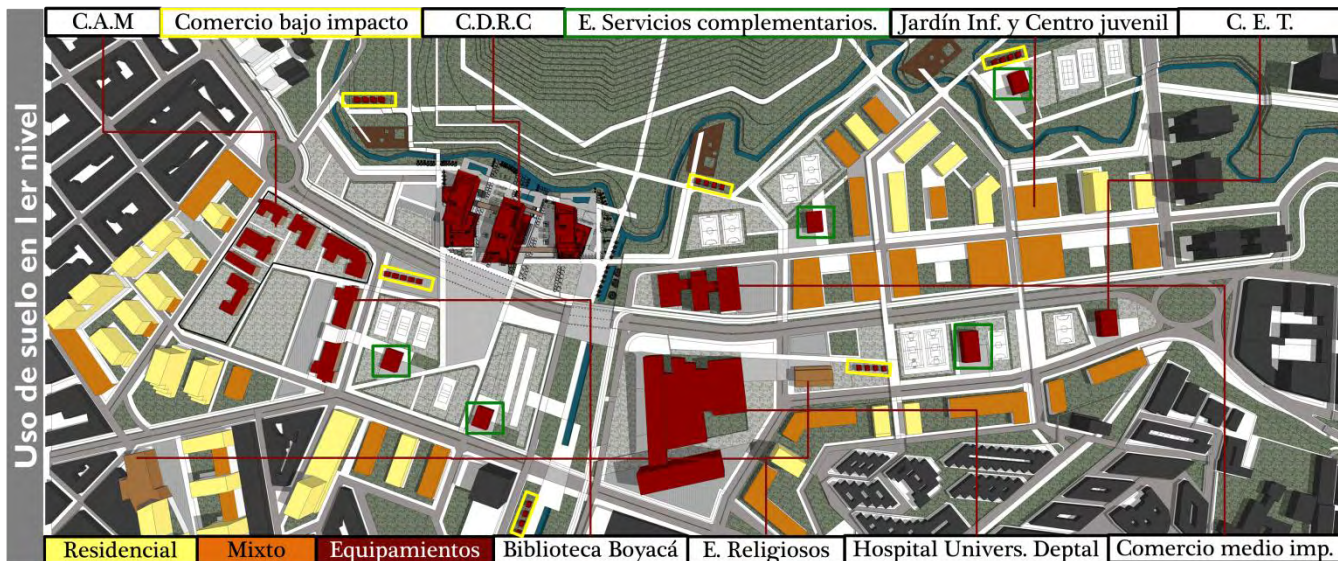 C.A.M
Comercio bajo impacto
C.D.R.C
E. Servicios complementarios.
Jardín Inf. y Centro juvenil
C. E. T.
Uso de suelo en 1er nivel
Residencial
Mixto
Equipamientos
Biblioteca Boyacá
E. Religiosos
Hospital Univers. Deptal
Comercio medio imp.